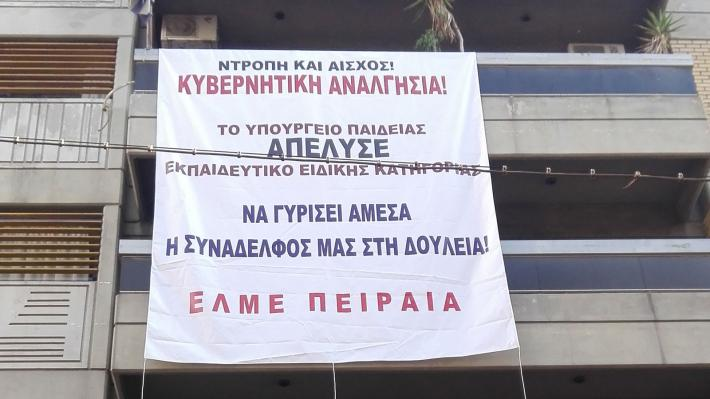 ΝΤΡΟΠΗ ΚΑΙ ΑΙΣΧΟΣ!
ΚΥΒΕΡΝΗΤΙΚΗ ΑΝΑΛΓΗΣΙΑ!
ΤΟ ΥΠΟΥΡΓΕΙΟ ΠΑΙΔΕΙΑΣ
ΑΠΕΛΥΣΕ
ΕΚΠΑΙΔΕΥΤΙΚΟ ΕΙΔΙΚΗΣ ΚΑΤΗΓΟΡΙΑΣ
ΝΑ ΓΥΡΙΣΕΙ ΑΜΕΣΑ
Η ΣΥΝΑΔΕΛΦΟΣ ΜΑΣ ΣΤΗ ΔΟΥΛΕΙΑ!
ΕΛΜΕ ΠΕΙΡΑΙΑ